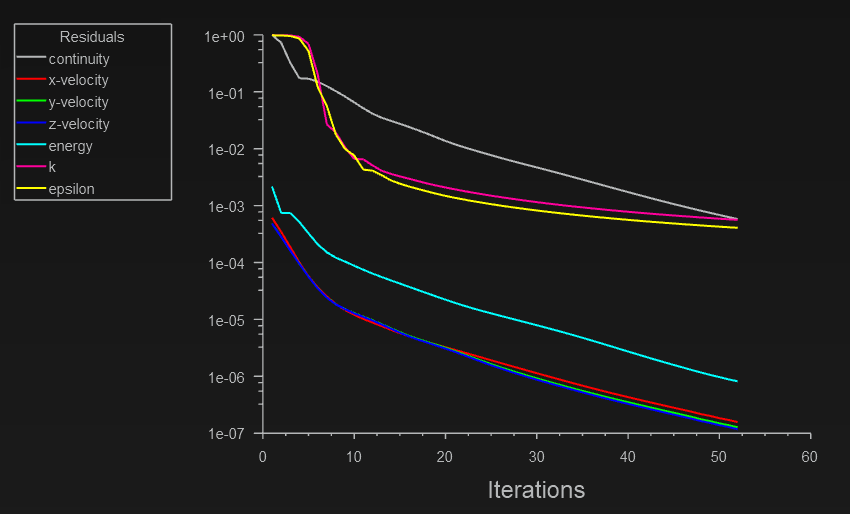 Residuals
continuity
x-velocity
y-velocity
z-velocity
energy
k
epsilon
1e+00
1e-01
1e-02
1e-03
1e-04
1e-05
1e-06
1e-07
0 10 20 30 40 50 60
Iterations